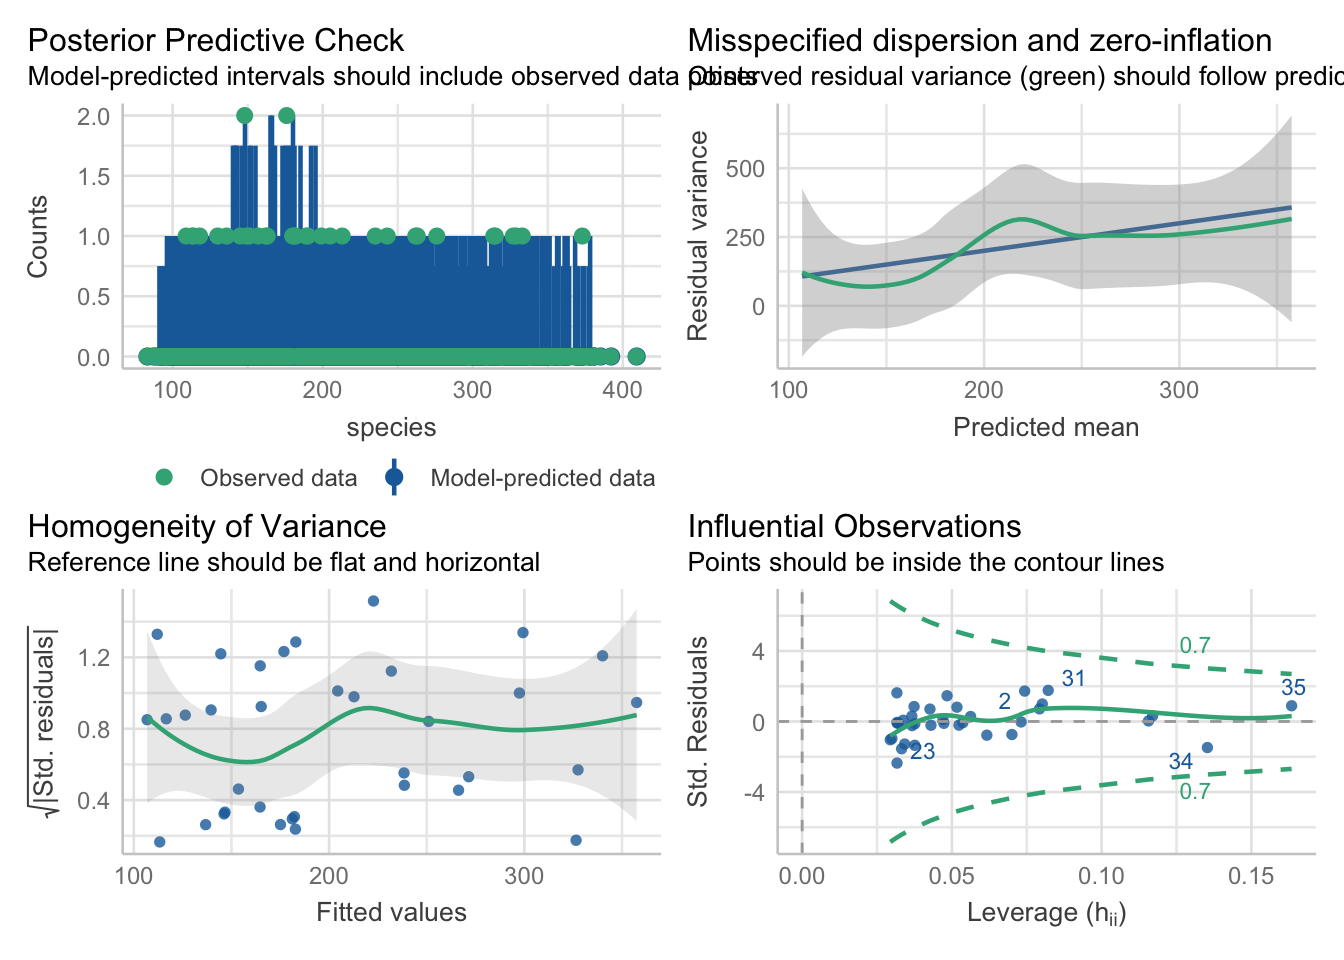 Posterior Predictive Check
Model-predicted intervals should include observed data points
Counts
2.0
1.5
1.0
0.5
0.0
100 200 300 400
species
Observed data Model-predicted data
Misspecified dispersion and zero-inflation
Observed residual variance (green) should follow predic
Residual variance
500
250
0
100 200 300
Predicted mean
Homogeneity of Variance
Reference line should be flat and horizontal
√|Std. residuals|
1.2
0.8
0.4
100 200 300
Fitted values
Influential Observations
Points should be inside the contour lines
Std. Residuals
4
0
-4
0.7
31
2
35
23
34
0.7
0.00 0.05 0.10 0.15
Leverage (hii)